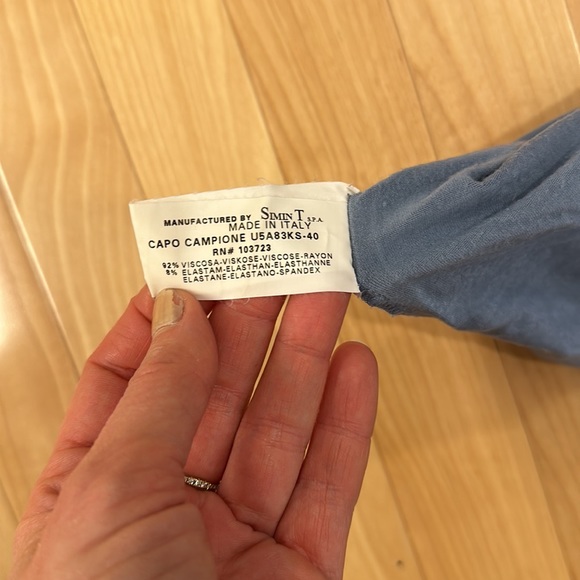 MANUFACTURED BY SIMINT S.P.A.
MADE IN ITALY
CAPO CAMPIONE U5A83KS-40
RN# 103723
92% VISCOSA-VISKOSE-VISCOSE-RAYON
8% ELASTAM-ELASTHAN-ELASTHANNE
ELASTANE-ELASTANO-SPANDEX